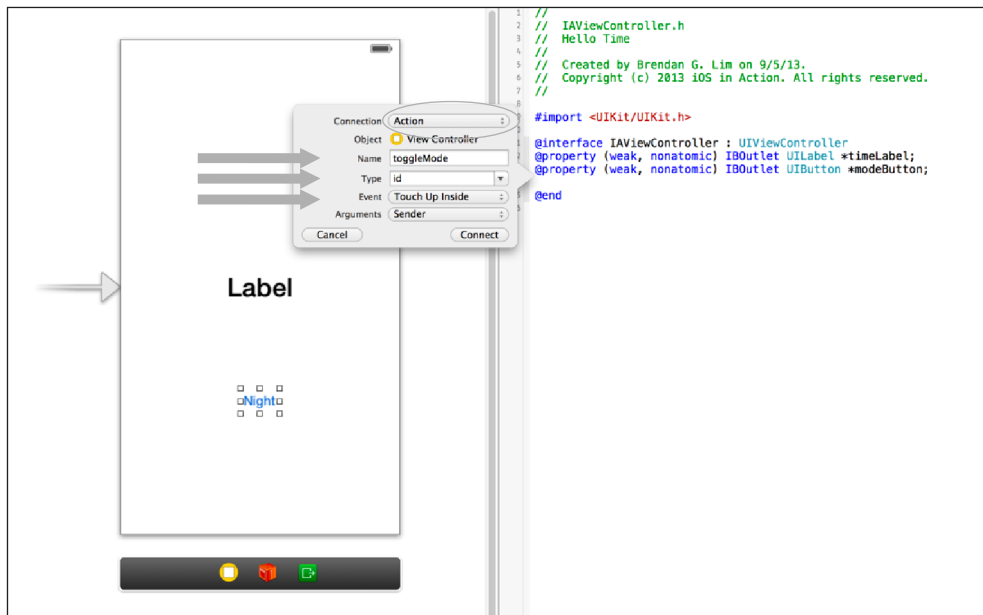 Connection Action
Object View Controller
Name toggleMode
Type id
Event Touch Up Inside
Arguments Sender
Cancel Connect
Label
Night
//
// IAViewController.h
// Hello Time
//
// Created by Brendan G. Lim on 9/5/13.
// Copyright (c) 2013 iOS in Action. All rights reserved.
//
#import <UIKit/UIKit.h>
@interface IAViewController : UIViewController
@property (weak, nonatomic) IBOutlet UILabel *timeLabel;
@property (weak, nonatomic) IBOutlet UIButton *modeButton;
@end